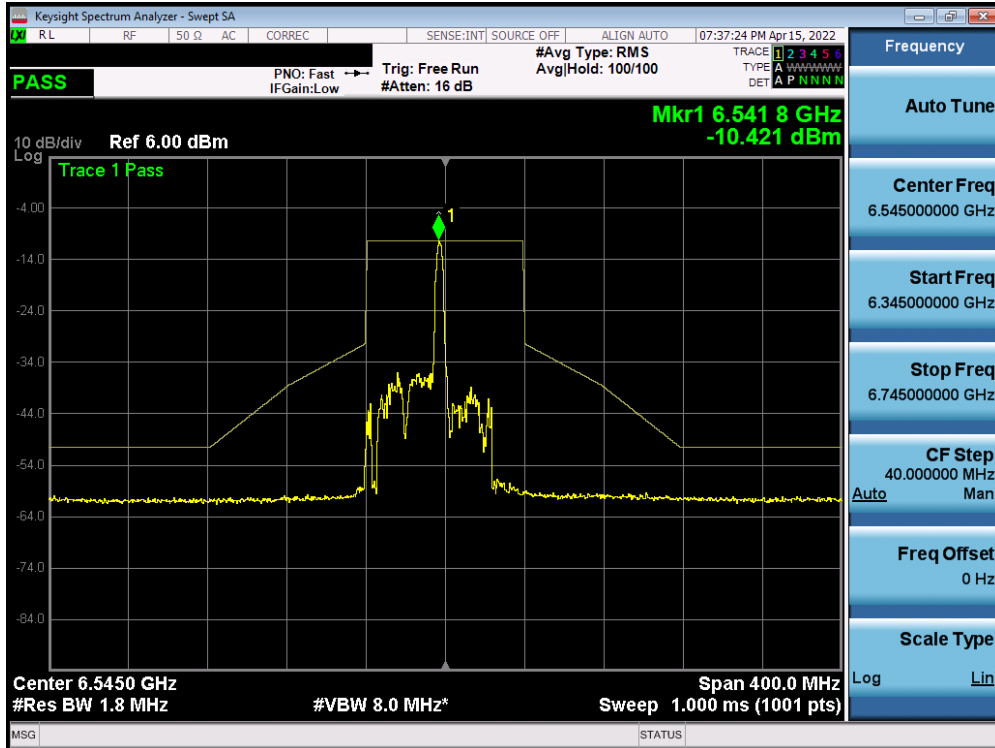 Keysight Spectrum Analyzer - Swept SA
LXI RL RF 50 Ω AC CORREC SENSE:INT SOURCE OFF ALIGN AUTO 07:37:24 PM Apr 15, 2022
PASS
PNO: Fast
IFGain:Low
Trig: Free Run
#Atten: 16 dB
#Avg Type: RMS
Avg|Hold: 100/100
TRACE 1 2 3 4 5 6
TYPE A WWWWW
DET A P N N N N
Mkr1 6.541 8 GHz
-10.421 dBm
10 dB/div Ref 6.00 dBm
Log
Trace 1 Pass
1
-4.00
-14.0
-24.0
-34.0
-44.0
-54.0
-64.0
-74.0
-84.0
Center 6.5450 GHz Span 400.0 MHz
#Res BW 1.8 MHz #VBW 8.0 MHz* Sweep 1.000 ms (1001 pts)
MSG STATUS
Frequency
Auto Tune
Center Freq
6.545000000 GHz
Start Freq
6.345000000 GHz
Stop Freq
6.745000000 GHz
CF Step
40.000000 MHz
Auto Man
Freq Offset
0 Hz
Scale Type
Log Lin